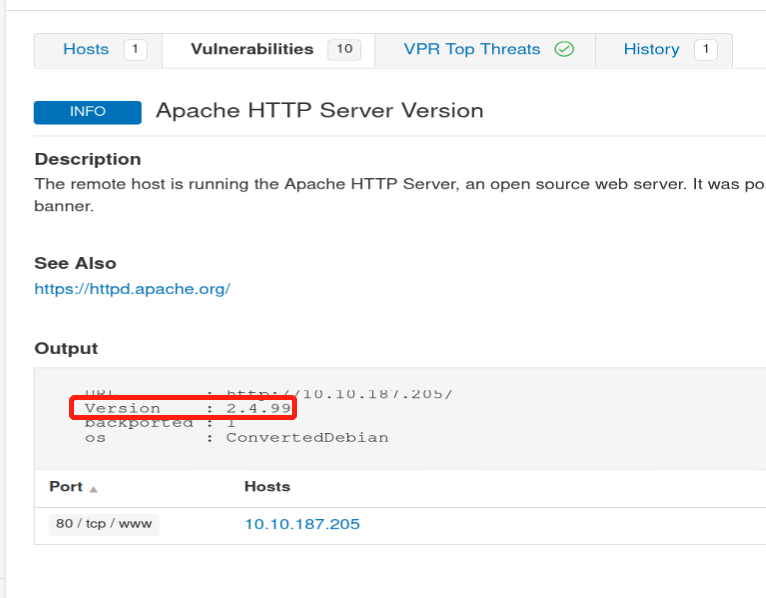 Hosts 1 Vulnerabilities 10 VPR Top Threats History 1
INFO Apache HTTP Server Version
Description
The remote host is running the Apache HTTP Server, an open source web server. It was po
banner.
See Also
https://httpd.apache.org/
Output
URL : http://10.10.187.205/
Version : 2.4.99
backported : 1
os : ConvertedDebian
Port Hosts
80 / tcp / www 10.10.187.205